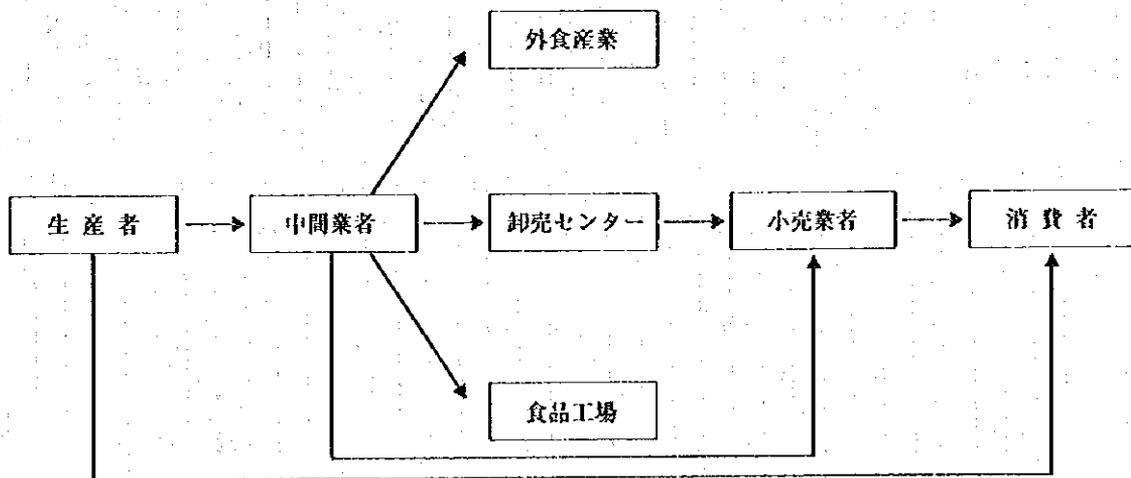 外食産業
生産者
中間業者
卸売センター
小売業者
消費者
食品工場